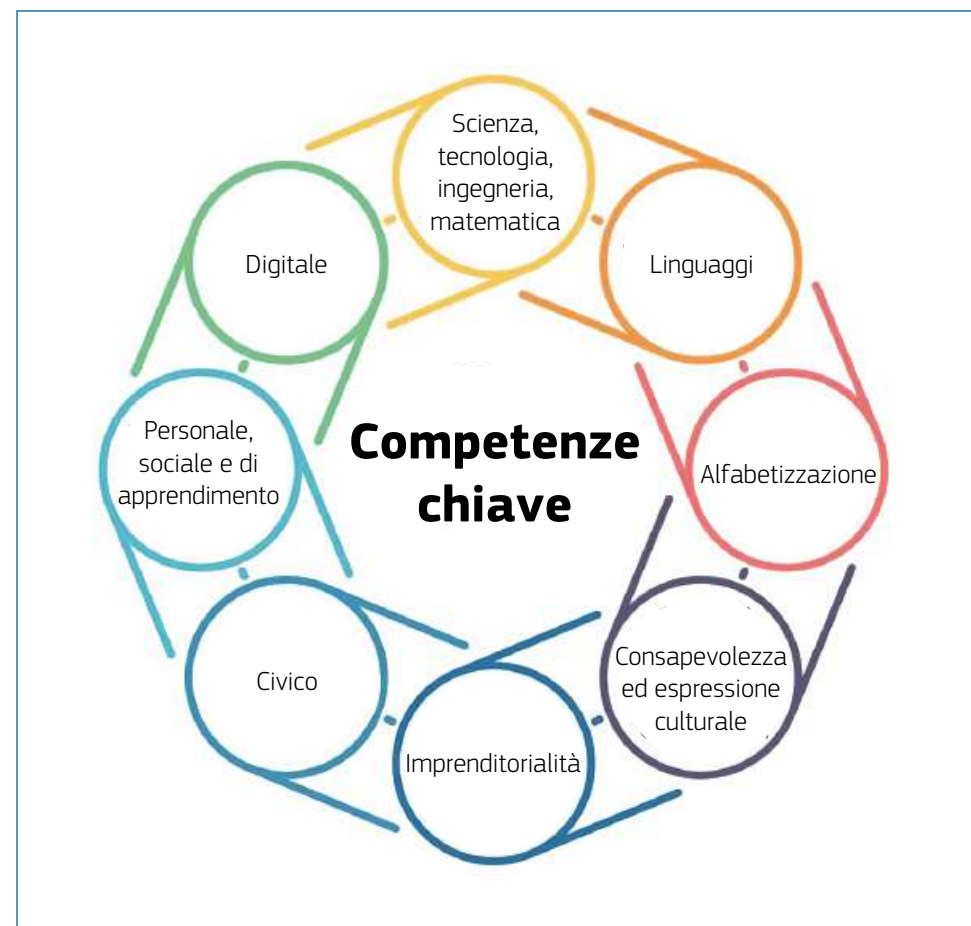 Scienza,
tecnologia,
ingegneria,
matematica
Linguaggi
Alfabetizzazione
Consapevolezza
ed espressione
culturale
Imprenditorialità
Civico
Personale,
sociale e di
apprendimento
Digitale
Competenze
chiave